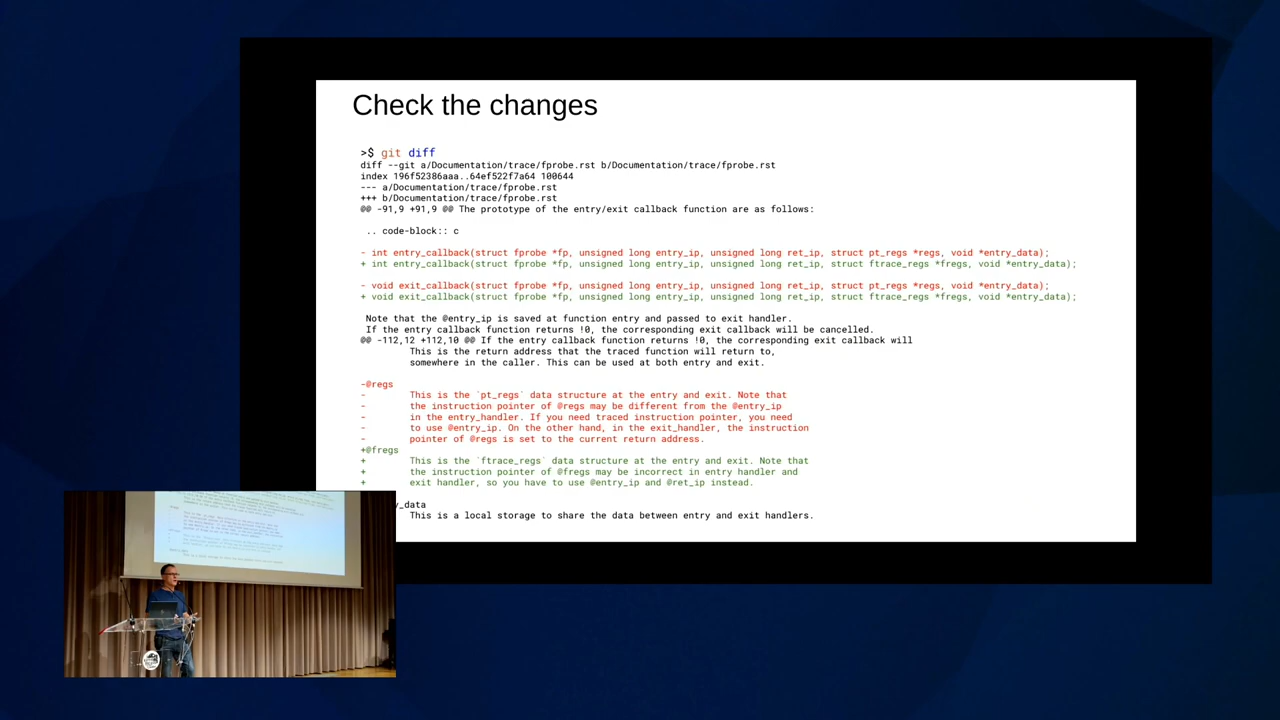 Check the changes
>$ git diff
diff --git a/Documentation/trace/fprobe.rst b/Documentation/trace/fprobe.rst
index 196f52386aaa..64ef522f7a64 100644
--- a/Documentation/trace/fprobe.rst
+++ b/Documentation/trace/fprobe.rst
@@ -91,9 +91,9 @@ The prototype of the entry/exit callback function are as follows:
.. code-block:: c
- int entry_callback(struct fprobe *fp, unsigned long entry_ip, unsigned long ret_ip, struct pt_regs *regs, void *entry_data);
+ int entry_callback(struct fprobe *fp, unsigned long entry_ip, unsigned long ret_ip, struct ftrace_regs *fregs, void *entry_data);
- void exit_callback(struct fprobe *fp, unsigned long entry_ip, unsigned long ret_ip, struct pt_regs *regs, void *entry_data);
+ void exit_callback(struct fprobe *fp, unsigned long entry_ip, unsigned long ret_ip, struct ftrace_regs *fregs, void *entry_data);
Note that the @entry_ip is saved at function entry and passed to exit handler.
If the entry callback function returns !0, the corresponding exit callback will be cancelled.
@@ -112,12 +112,10 @@ If the entry callback function returns !0, the corresponding exit callback will
This is the return address that the traced function will return to,
somewhere in the caller. This can be used at both entry and exit.
-@regs
- This is the `pt_regs` data structure at the entry and exit. Note that
- the instruction pointer of @regs may be different from the @entry_ip
- in the entry_handler. If you need traced instruction pointer, you need
- to use @entry_ip. On the other hand, in the exit_handler, the instruction
- pointer of @regs is set to the current return address.
+@fregs
+ This is the `ftrace_regs` data structure at the entry and exit. Note that
+ the instruction pointer of @fregs may be incorrect in entry handler and
+ exit handler, so you have to use @entry_ip and @ret_ip instead.
y_data
This is a local storage to share the data between entry and exit handlers.